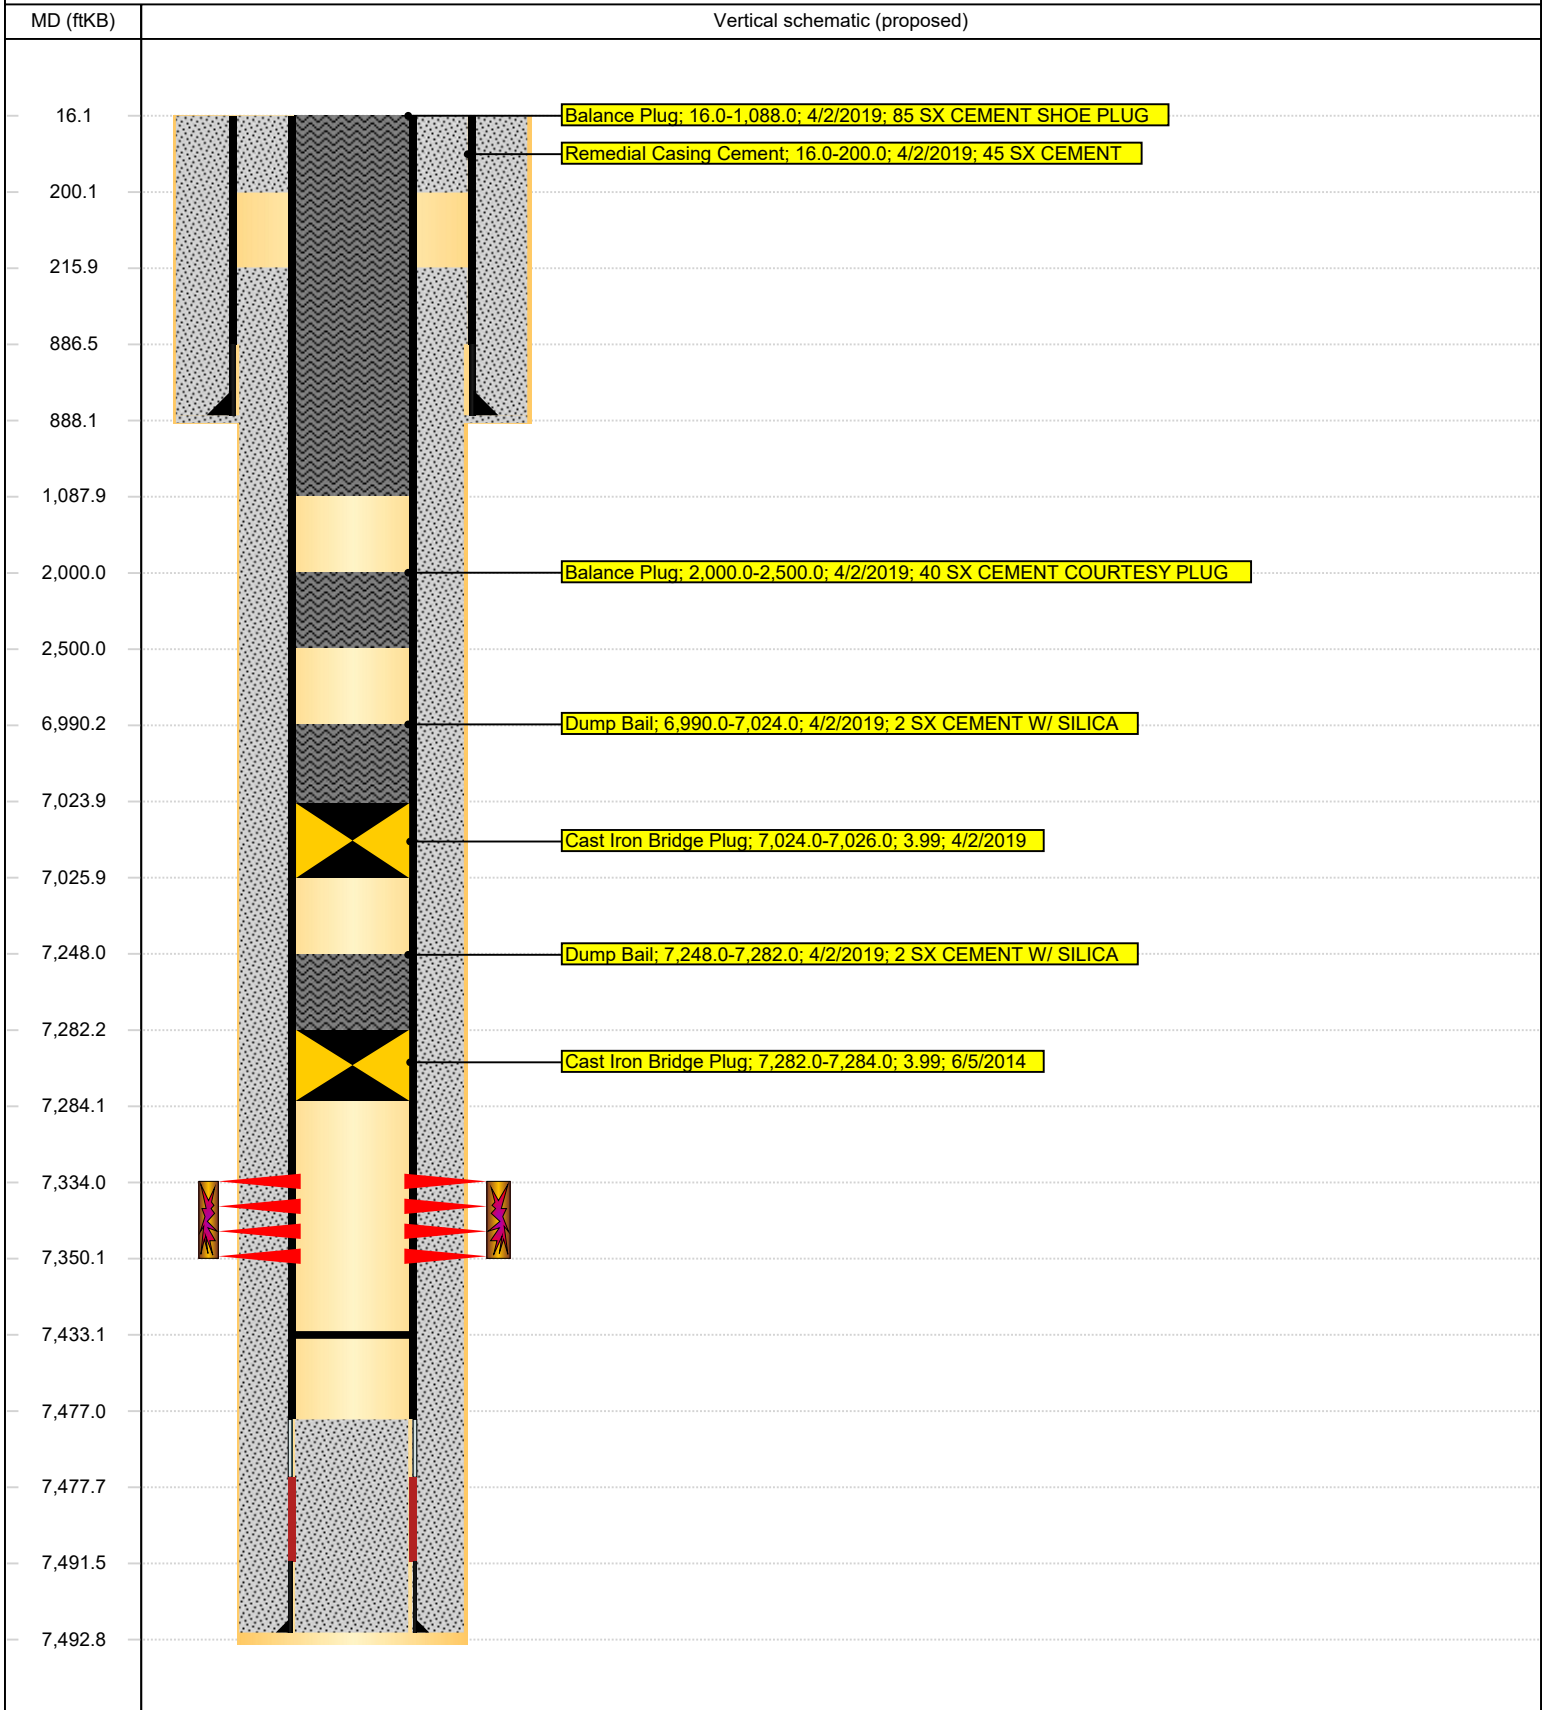 MD (ftKB)
Vertical schematic (proposed)
16.1
Balance Plug; 16.0-1,088.0; 4/2/2019; 85 SX CEMENT SHOE PLUG
Remedial Casing Cement; 16.0-200.0; 4/2/2019; 45 SX CEMENT
200.1
215.9
886.5
888.1
1,087.9
2,000.0
Balance Plug; 2,000.0-2,500.0; 4/2/2019; 40 SX CEMENT COURTESY PLUG
2,500.0
6,990.2
Dump Bail; 6,990.0-7,024.0; 4/2/2019; 2 SX CEMENT W/ SILICA
7,023.9
Cast Iron Bridge Plug; 7,024.0-7,026.0; 3.99; 4/2/2019
7,025.9
7,248.0
Dump Bail; 7,248.0-7,282.0; 4/2/2019; 2 SX CEMENT W/ SILICA
7,282.2
Cast Iron Bridge Plug; 7,282.0-7,284.0; 3.99; 6/5/2014
7,284.1
7,334.0
7,350.1
7,433.1
7,477.0
7,477.7
7,491.5
7,492.8